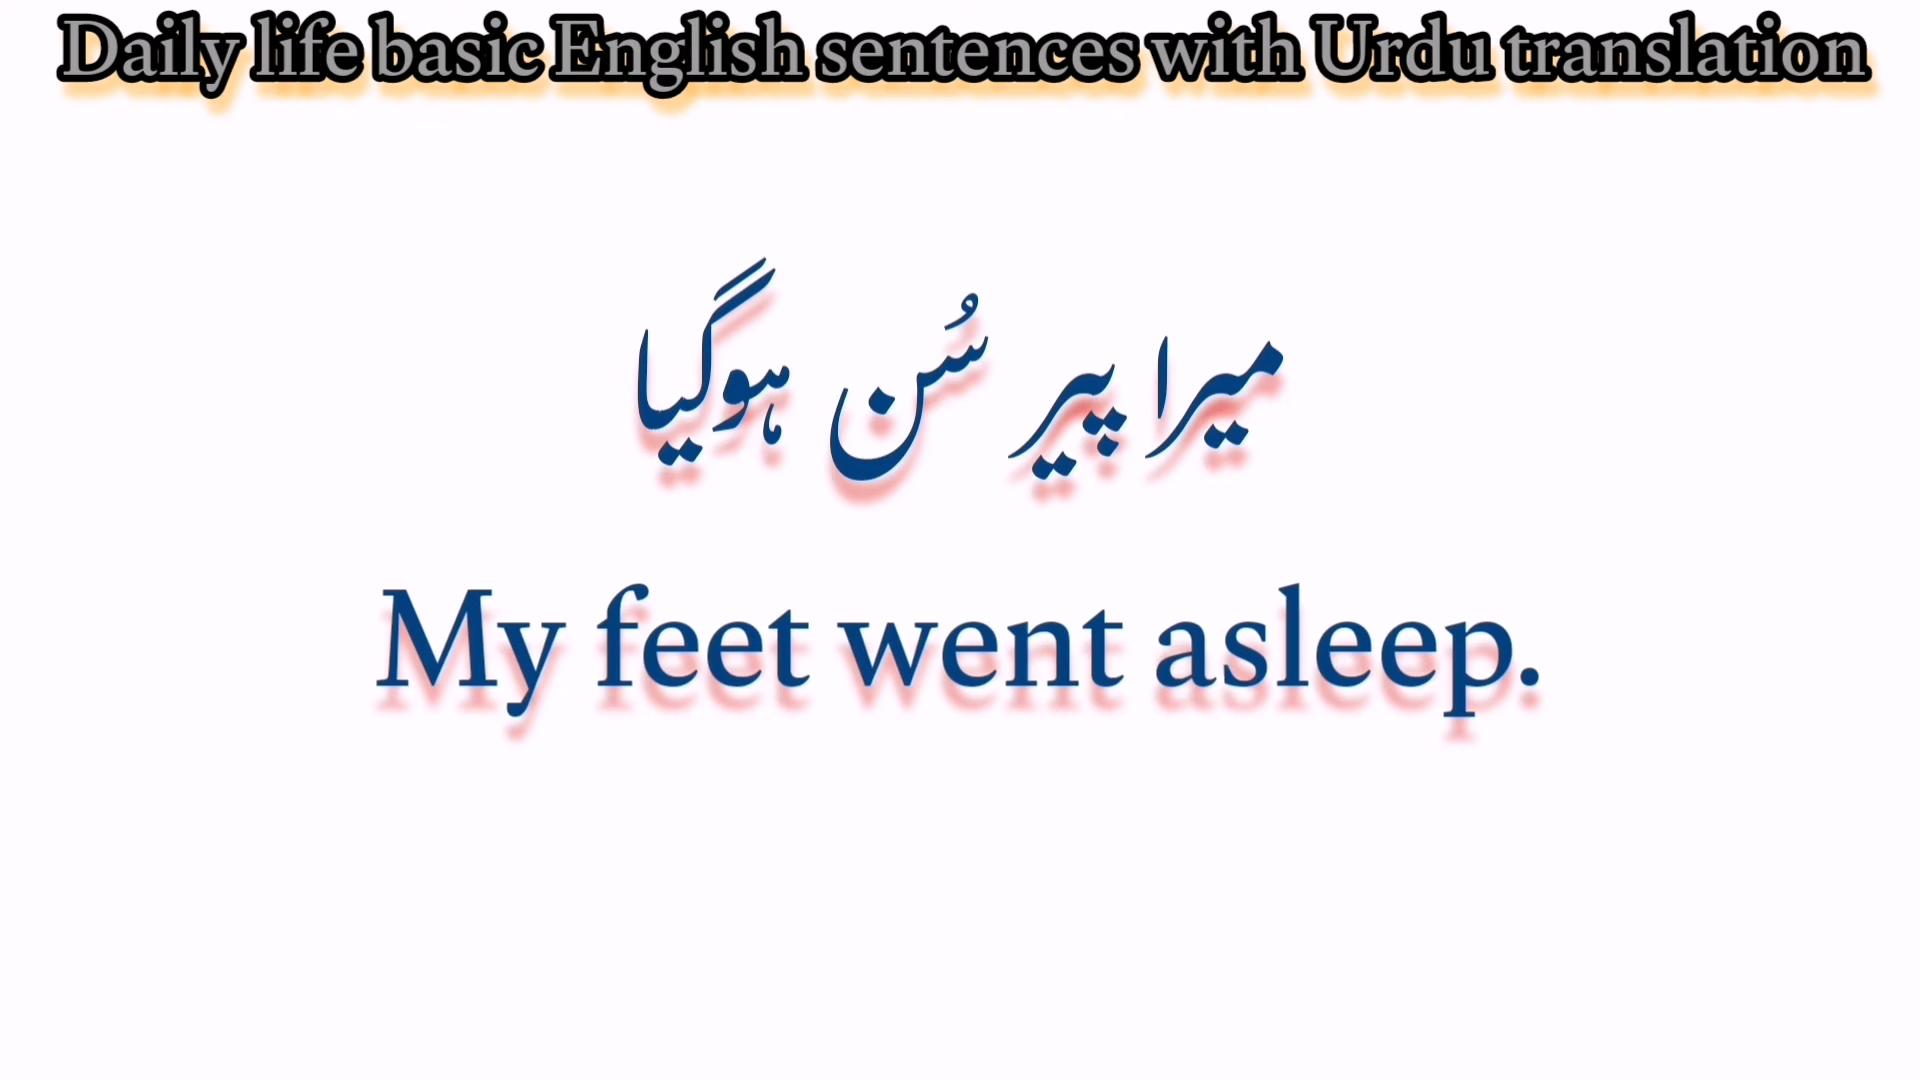 Daily life basic English sentences with Urdu translation
میرا پیر سُن ہوگیا
My feet went asleep.